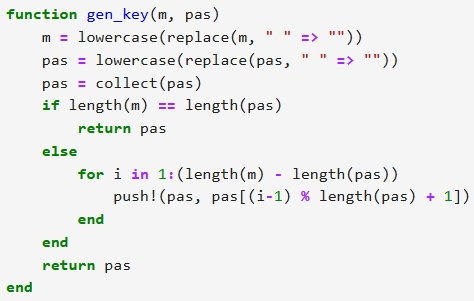 function gen_key(m, pas)
    m = lowercase(replace(m, " " => ""))
    pas = lowercase(replace(pas, " " => ""))
    pas = collect(pas)
    if length(m) == length(pas)
        return pas
    else
        for i in 1:(length(m) - length(pas))
            push!(pas, pas[(i-1) % length(pas) + 1])
        end
    end
    return pas
end